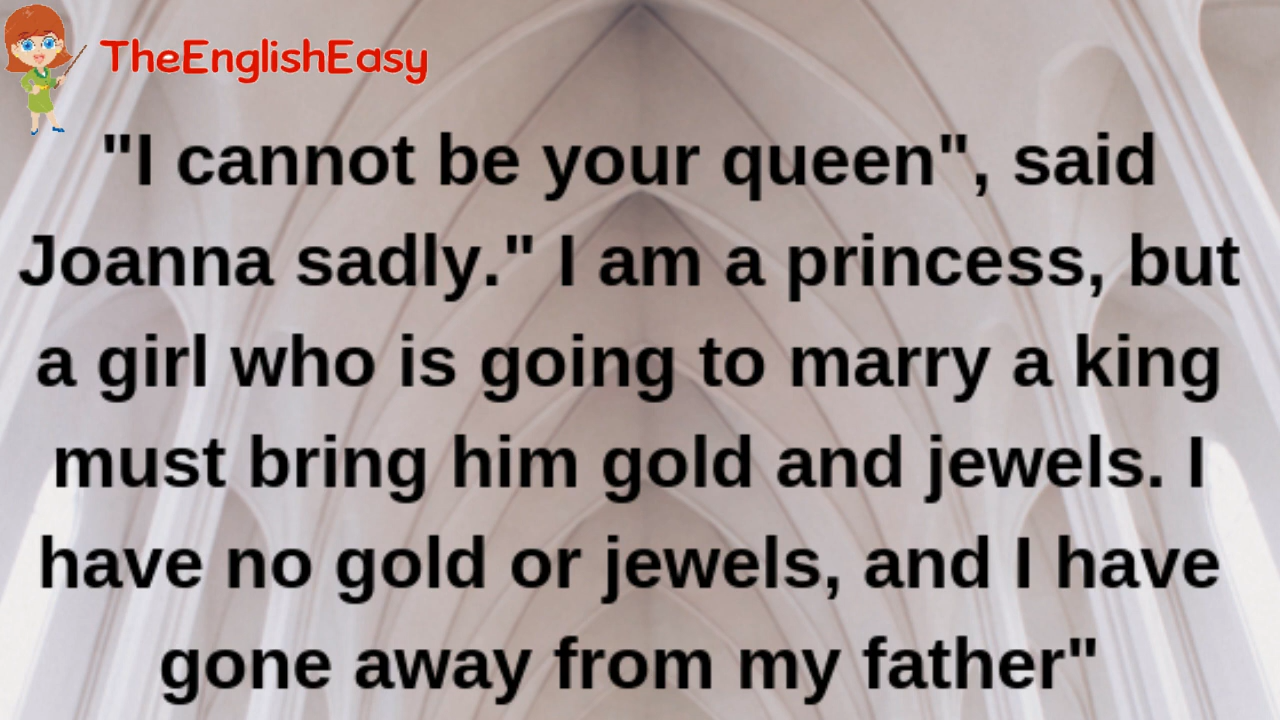 TheEnglishEasy
"I cannot be your queen", said
Joanna sadly." I am a princess, but
a girl who is going to marry a king
must bring him gold and jewels. I
have no gold or jewels, and I have
gone away from my father"